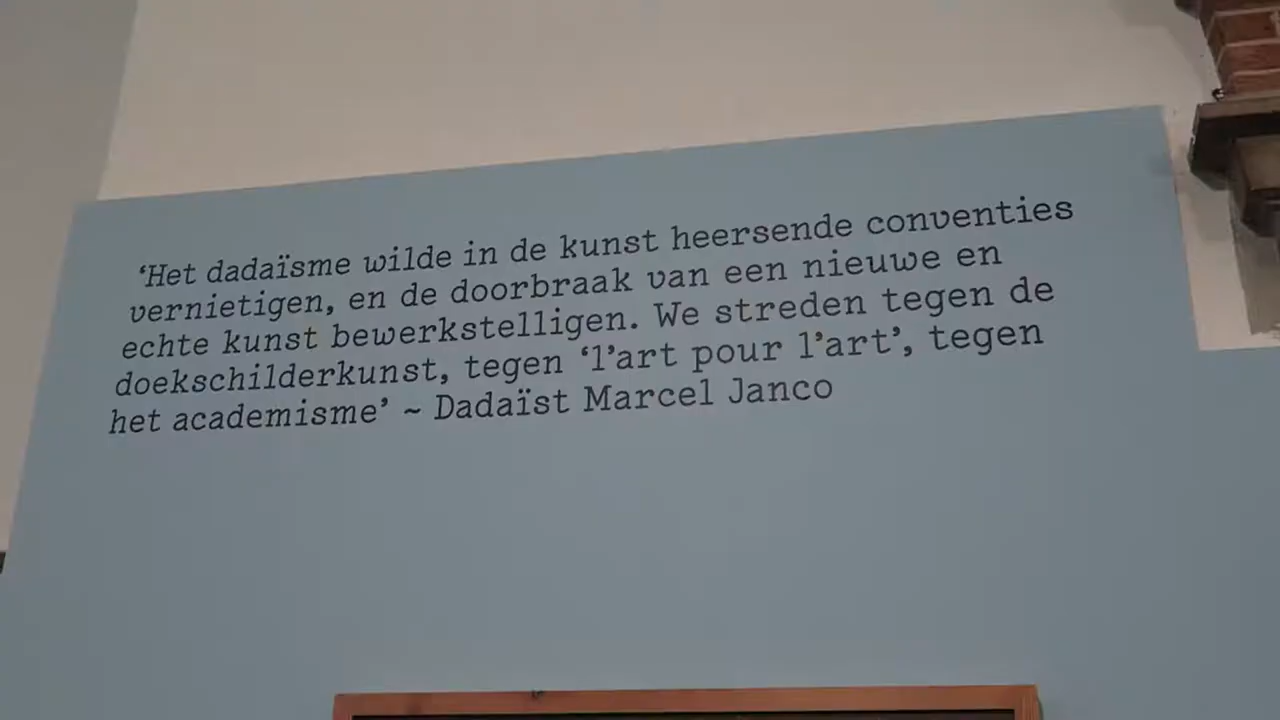 ‘Het dadaïsme wilde in de kunst heersende conventies
vernietigen, en de doorbraak van een nieuwe en
echte kunst bewerkstelligen. We streden tegen de
doekschilderkunst, tegen ‘l’art pour l’art’, tegen
het academisme’ ~ Dadaïst Marcel Janco